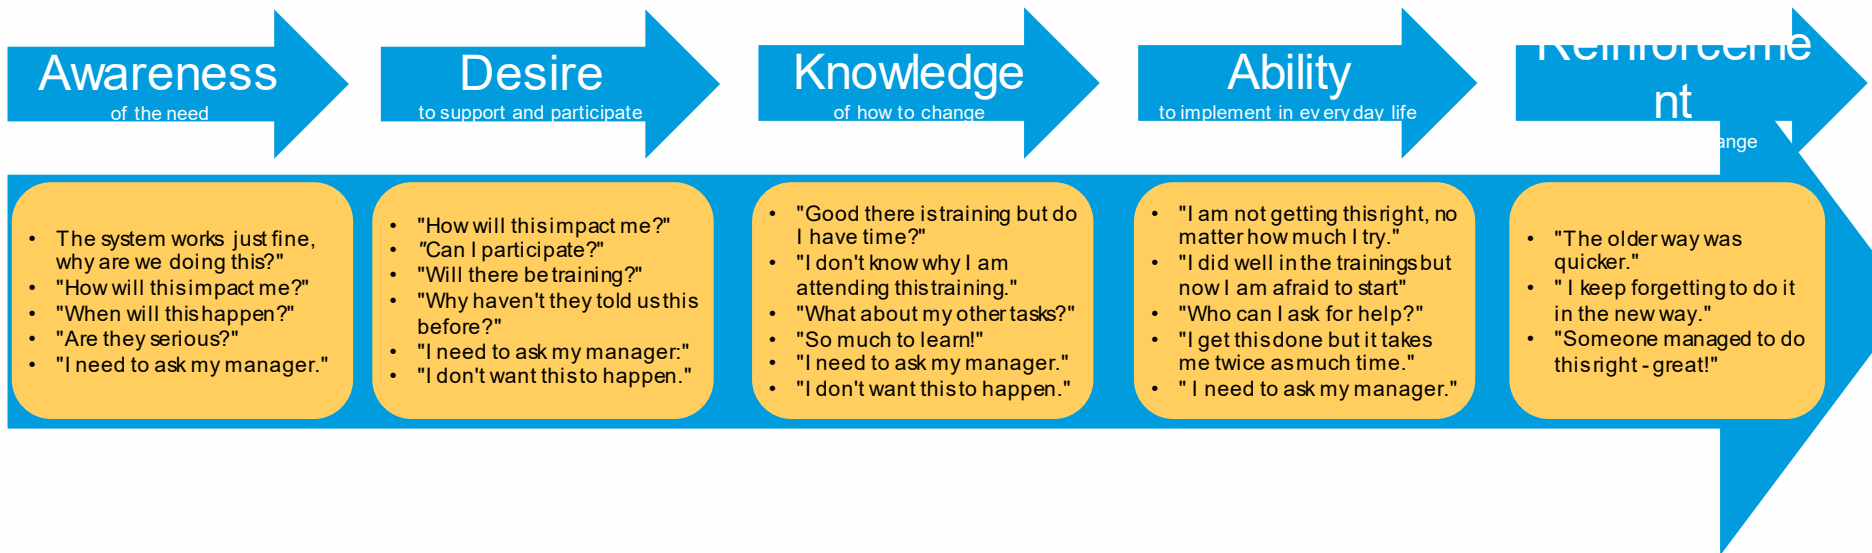 Awareness
of the need
Desire
to support and participate
Knowledge
of how to change
Ability
to implement in everyday life
Reinforceme
nt
• The system works just fine,
why are we doing this?"
• "How will this impact me?"
• "When will this happen?"
• "Are they serious?"
• "I need to ask my manager."
• "How will this impact me?"
• "Can I participate?"
• "Will there be training?"
• "Why haven't they told us this
before?"
• "I need to ask my manager:"
• "I don't want this to happen."
• "Good there is training but do
I have time?"
• "I don't know why I am
attending this training."
• "What about my other tasks?"
• "So much to learn!"
• "I need to ask my manager."
• "I don't want this to happen."
• "I am not getting this right, no
matter how much I try."
• "I did well in the trainings but
now I am afraid to start"
• "Who can I ask for help?"
• "I get this done but it takes
me twice as much time."
• " I need to ask my manager."
• "The older way was
quicker."
• " I keep forgetting to do it
in the new way."
• "Someone managed to do
this right - great!"